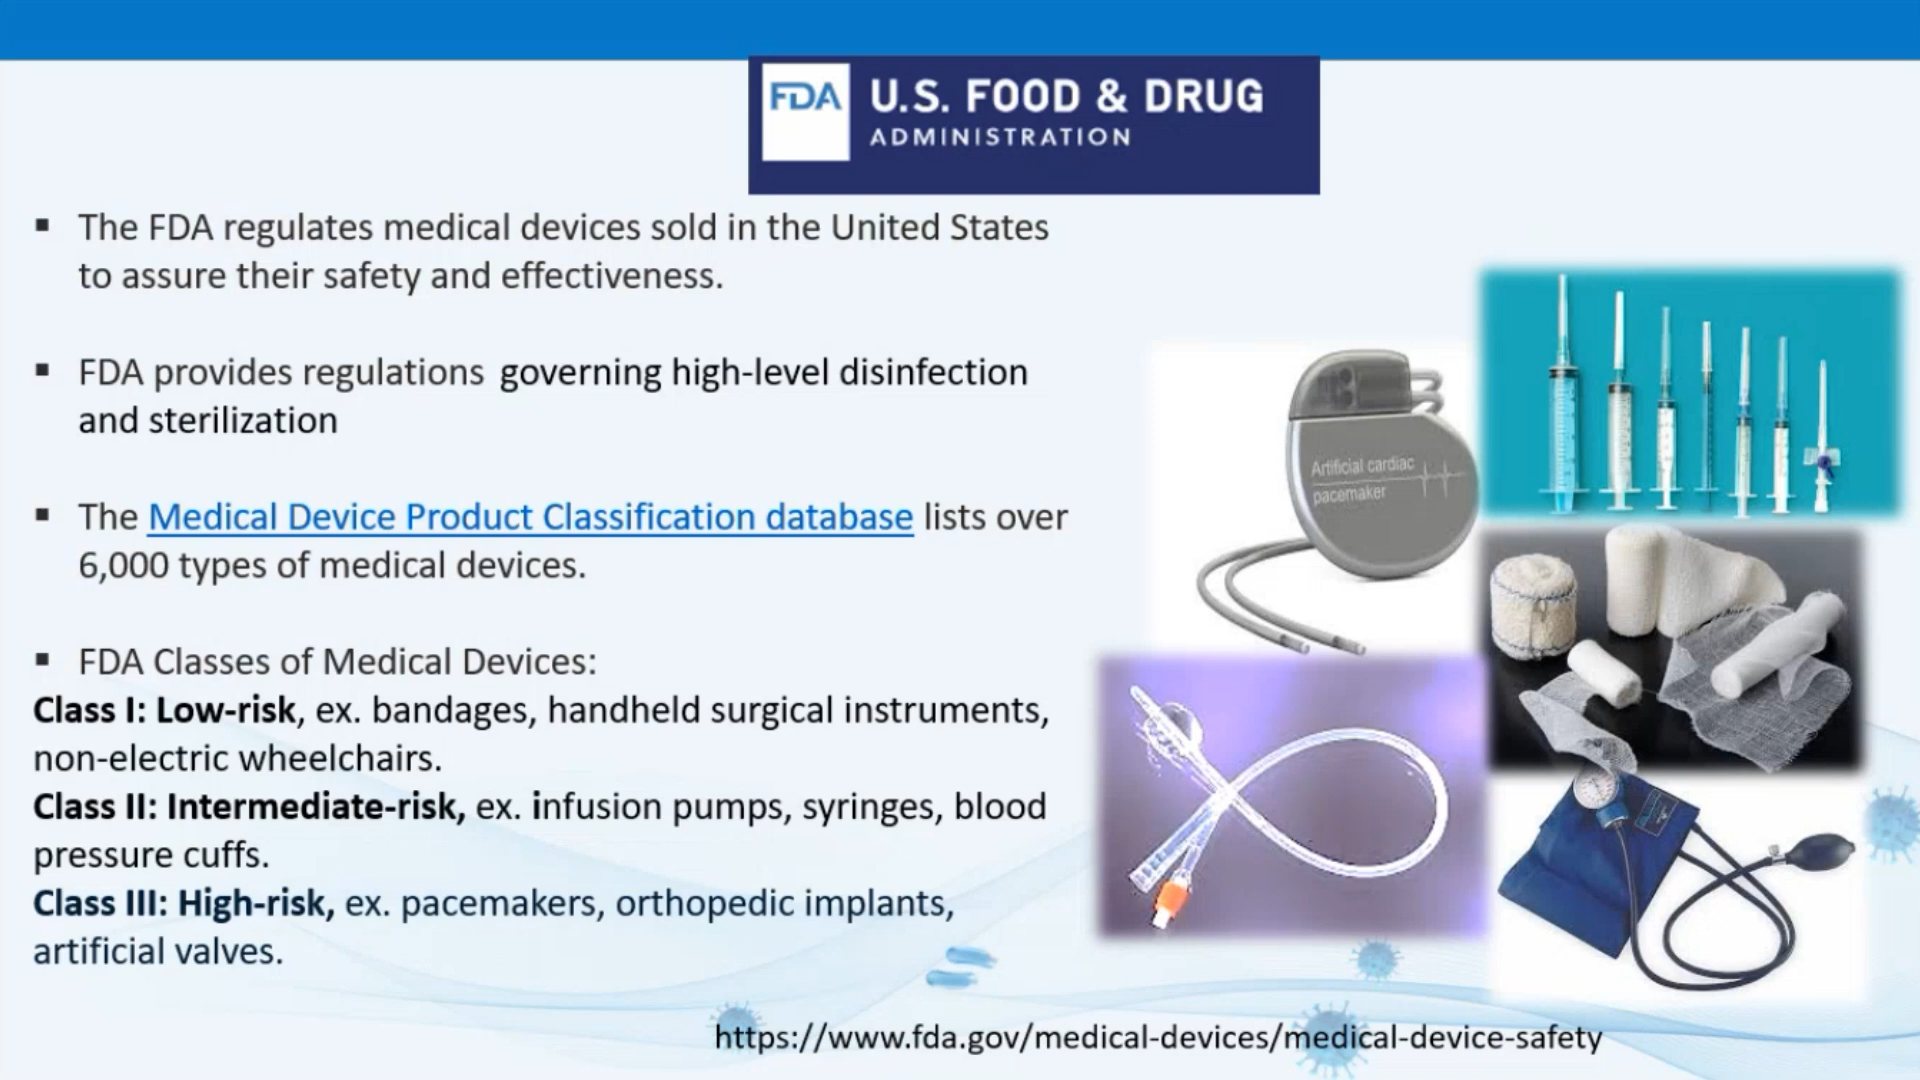 FDA U.S. FOOD & DRUG
ADMINISTRATION
▪ The FDA regulates medical devices sold in the United States
to assure their safety and effectiveness.
▪ FDA provides regulations governing high-level disinfection
and sterilization
▪ The Medical Device Product Classification database lists over
6,000 types of medical devices.
▪ FDA Classes of Medical Devices:
Class I: Low-risk, ex. bandages, handheld surgical instruments,
non-electric wheelchairs.
Class II: Intermediate-risk, ex. infusion pumps, syringes, blood
pressure cuffs.
Class III: High-risk, ex. pacemakers, orthopedic implants,
artificial valves.
Artificial cardiac
pacemaker
https://www.fda.gov/medical-devices/medical-device-safety